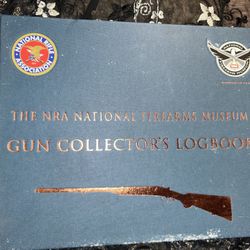 NATIONAL RIFLE
ASSOCIATION
THE NRA NATIONAL FIREARMS MUSEUM
GUN COLLECTOR'S LOGBOOK